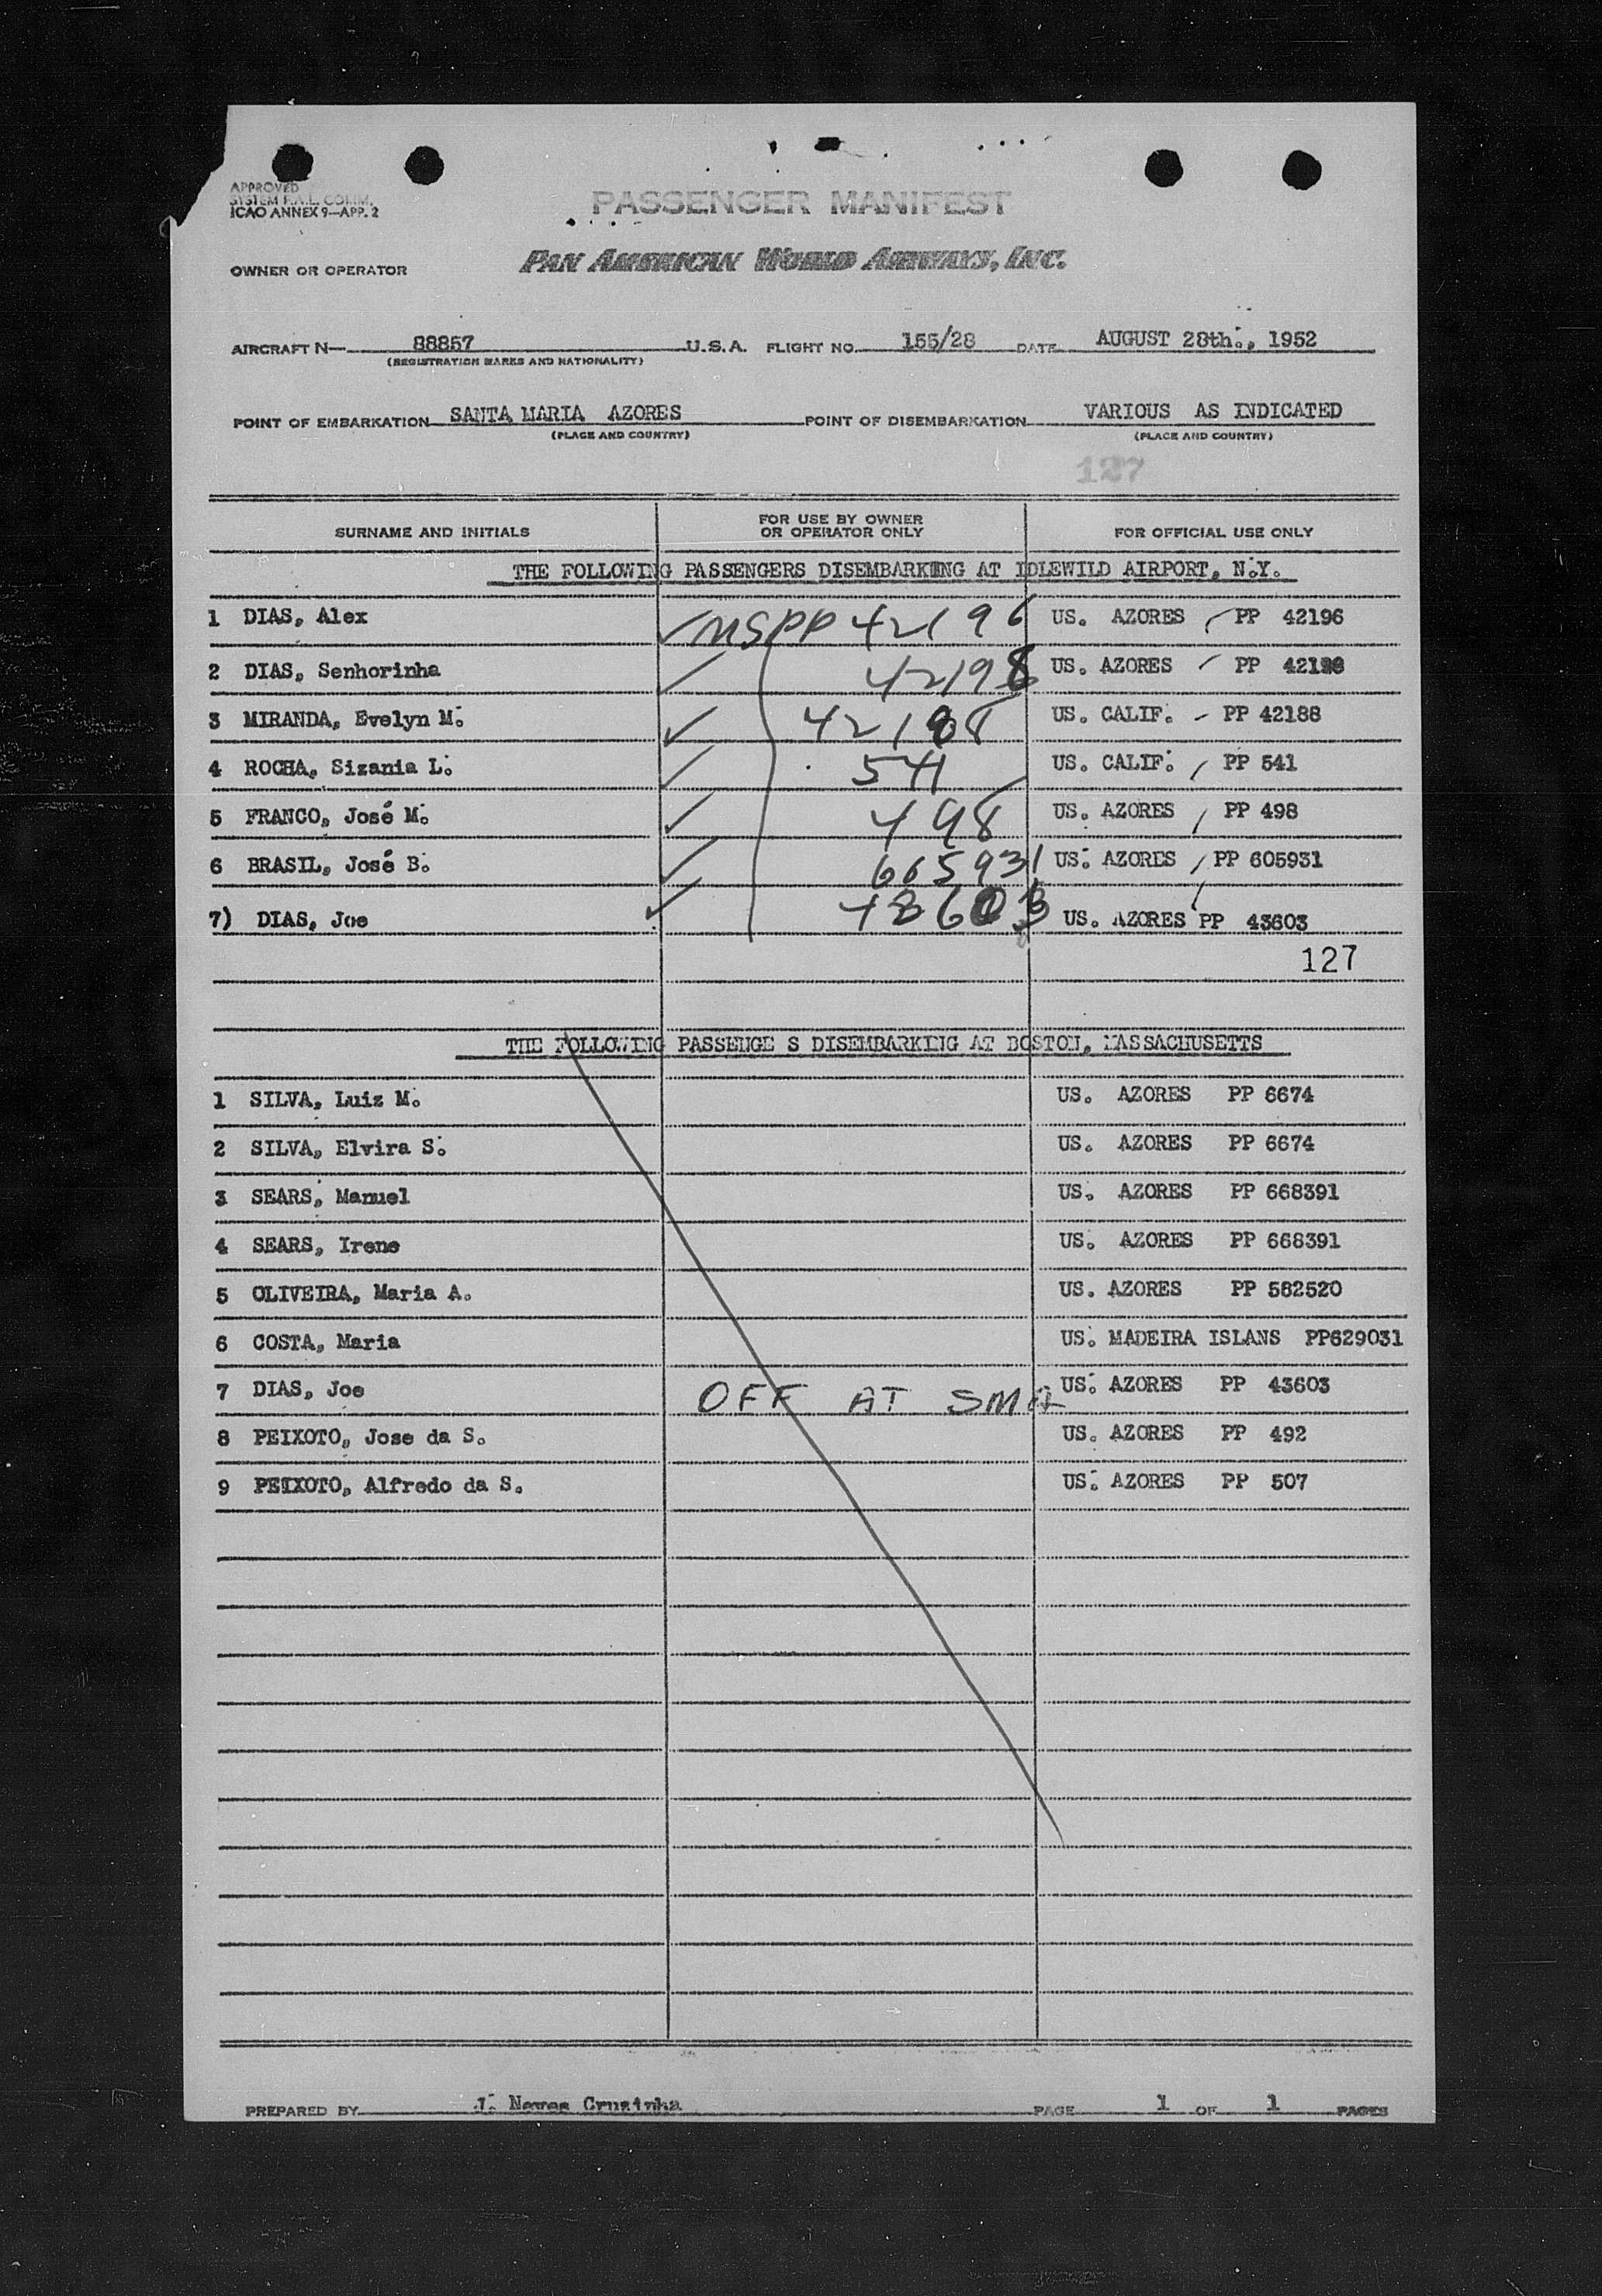 APPROVED
SYSTEM F.A.L. COMM.
ICAO ANNEX 9—APP. 2
PASSENGER MANIFEST
OWNER OR OPERATOR PAN AMERICAN WORLD AIRWAYS, INC.
AIRCRAFT N— 88857 U.S.A. FLIGHT NO. 155/28 DATE AUGUST 28th., 1952
(REGISTRATION MARKS AND NATIONALITY)
POINT OF EMBARKATION SANTA MARIA AZORES POINT OF DISEMBARKATION VARIOUS AS INDICATED
(PLACE AND COUNTRY) (PLACE AND COUNTRY)
127
SURNAME AND INITIALS FOR USE BY OWNER OR OPERATOR ONLY FOR OFFICIAL USE ONLY
THE FOLLOWING PASSENGERS DISEMBARKING AT IDLEWILD AIRPORT, N.Y.
1 DIAS, Alex ✓ USPP 42196 US. AZORES / PP 42196
2 DIAS, Senhorinha ✓ 42198 US. AZORES / PP 42198
3 MIRANDA, Evelyn M. ✓ 42188 US. CALIF. / PP 42188
4 ROCHA, Sizania L. ✓ 541 US. CALIF. / PP 541
5 FRANCO, José M. ✓ 498 US. AZORES / PP 498
6 BRASIL, José B. ✓ 665931 US. AZORES / PP 605931
7) DIAS, Joe ✓ US. AZORES / PP 43603
127
THE FOLLOWING PASSENGE S DISEMBARKING AT BOSTON, MASSACHUSETTS
1 SILVA, Luiz M. US. AZORES PP 6674
2 SILVA, Elvira S. US. AZORES PP 6674
3 SEARS, Manuel US. AZORES PP 668391
4 SEARS, Irene US. AZORES PP 668391
5 OLIVEIRA, Maria A. US. AZORES PP 582520
6 COSTA, Maria US. MADEIRA ISLANS PP629031
7 DIAS, Joe OFF AT SMA US. AZORES PP 43603
8 PEIXOTO, Jose da S. US. AZORES PP 492
9 PEIXOTO, Alfredo da S. US. AZORES PP 507
PREPARED BY J. Neves Crusinha PAGE 1 OF 1 PAGES